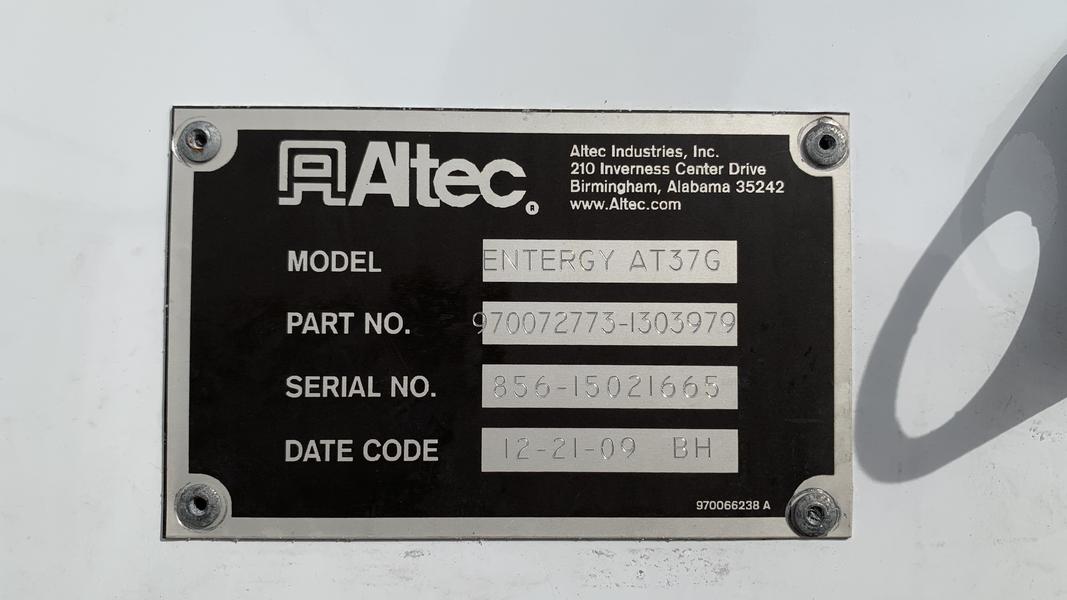 Altec®
Altec Industries, Inc.
210 Inverness Center Drive
Birmingham, Alabama 35242
www.Altec.com
MODEL ENTERGY AT37G
PART NO. 970072773-1303979
SERIAL NO. 856-15021665
DATE CODE 12-21-09 BH
970066238 A